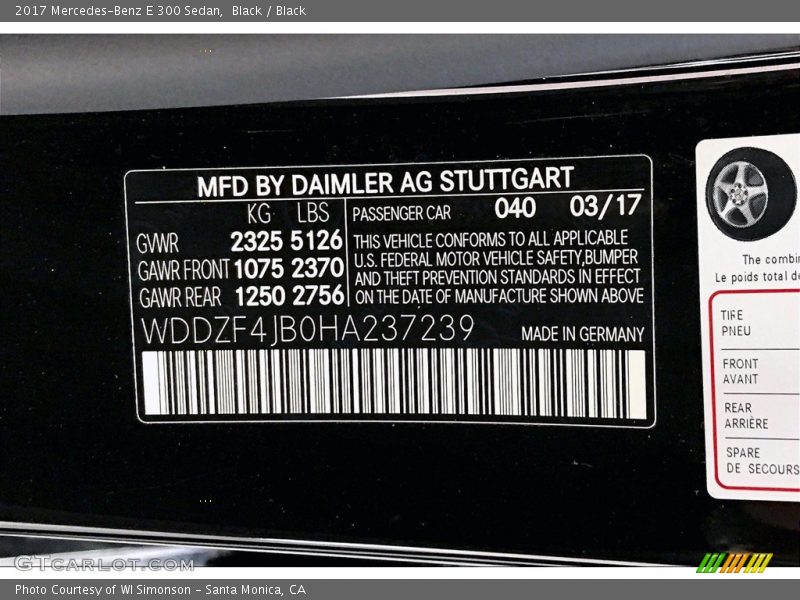 2017 Mercedes-Benz E 300 Sedan, Black / Black
MFD BY DAIMLER AG STUTTGART
KG LBS
GVWR 2325 5126
GAWR FRONT 1075 2370
GAWR REAR 1250 2756
PASSENGER CAR 040 03/17
THIS VEHICLE CONFORMS TO ALL APPLICABLE
U.S. FEDERAL MOTOR VEHICLE SAFETY,BUMPER
AND THEFT PREVENTION STANDARDS IN EFFECT
ON THE DATE OF MANUFACTURE SHOWN ABOVE
WDDZF4JB0HA237239 MADE IN GERMANY
The
Le poids total
TIRE
PNEU
FRONT
AVANT
REAR
ARRIÈRE
SPARE
DE SECOURS
GTCARLOT.COM
Photo Courtesy of WI Simonson - Santa Monica, CA